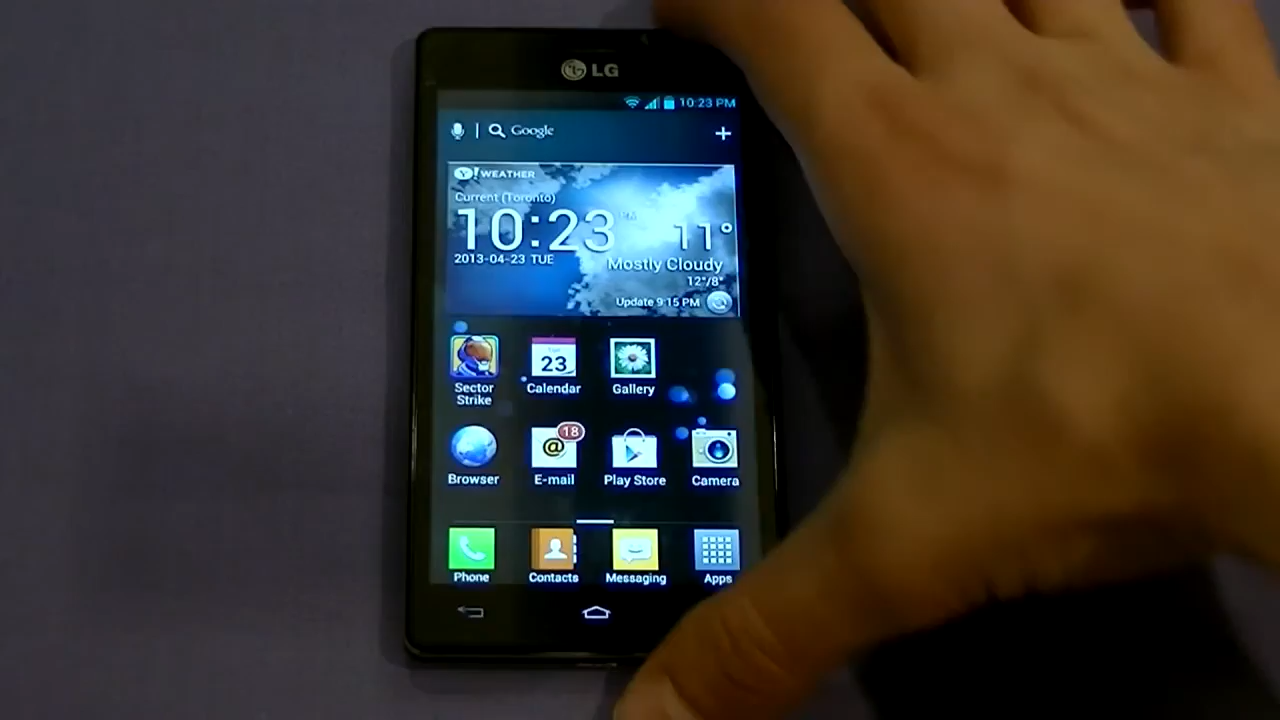 LG
10:23 PM
Google
Y! WEATHER
Current (Toronto)
10:23 PM
11°
2013-04-23 TUE
Mostly Cloudy
12°/8°
Update 9:15 PM
23
Sector Strike
Calendar
Gallery
18
@
Browser
E-mail
Play Store
Camera
Phone
Contacts
Messaging
Apps